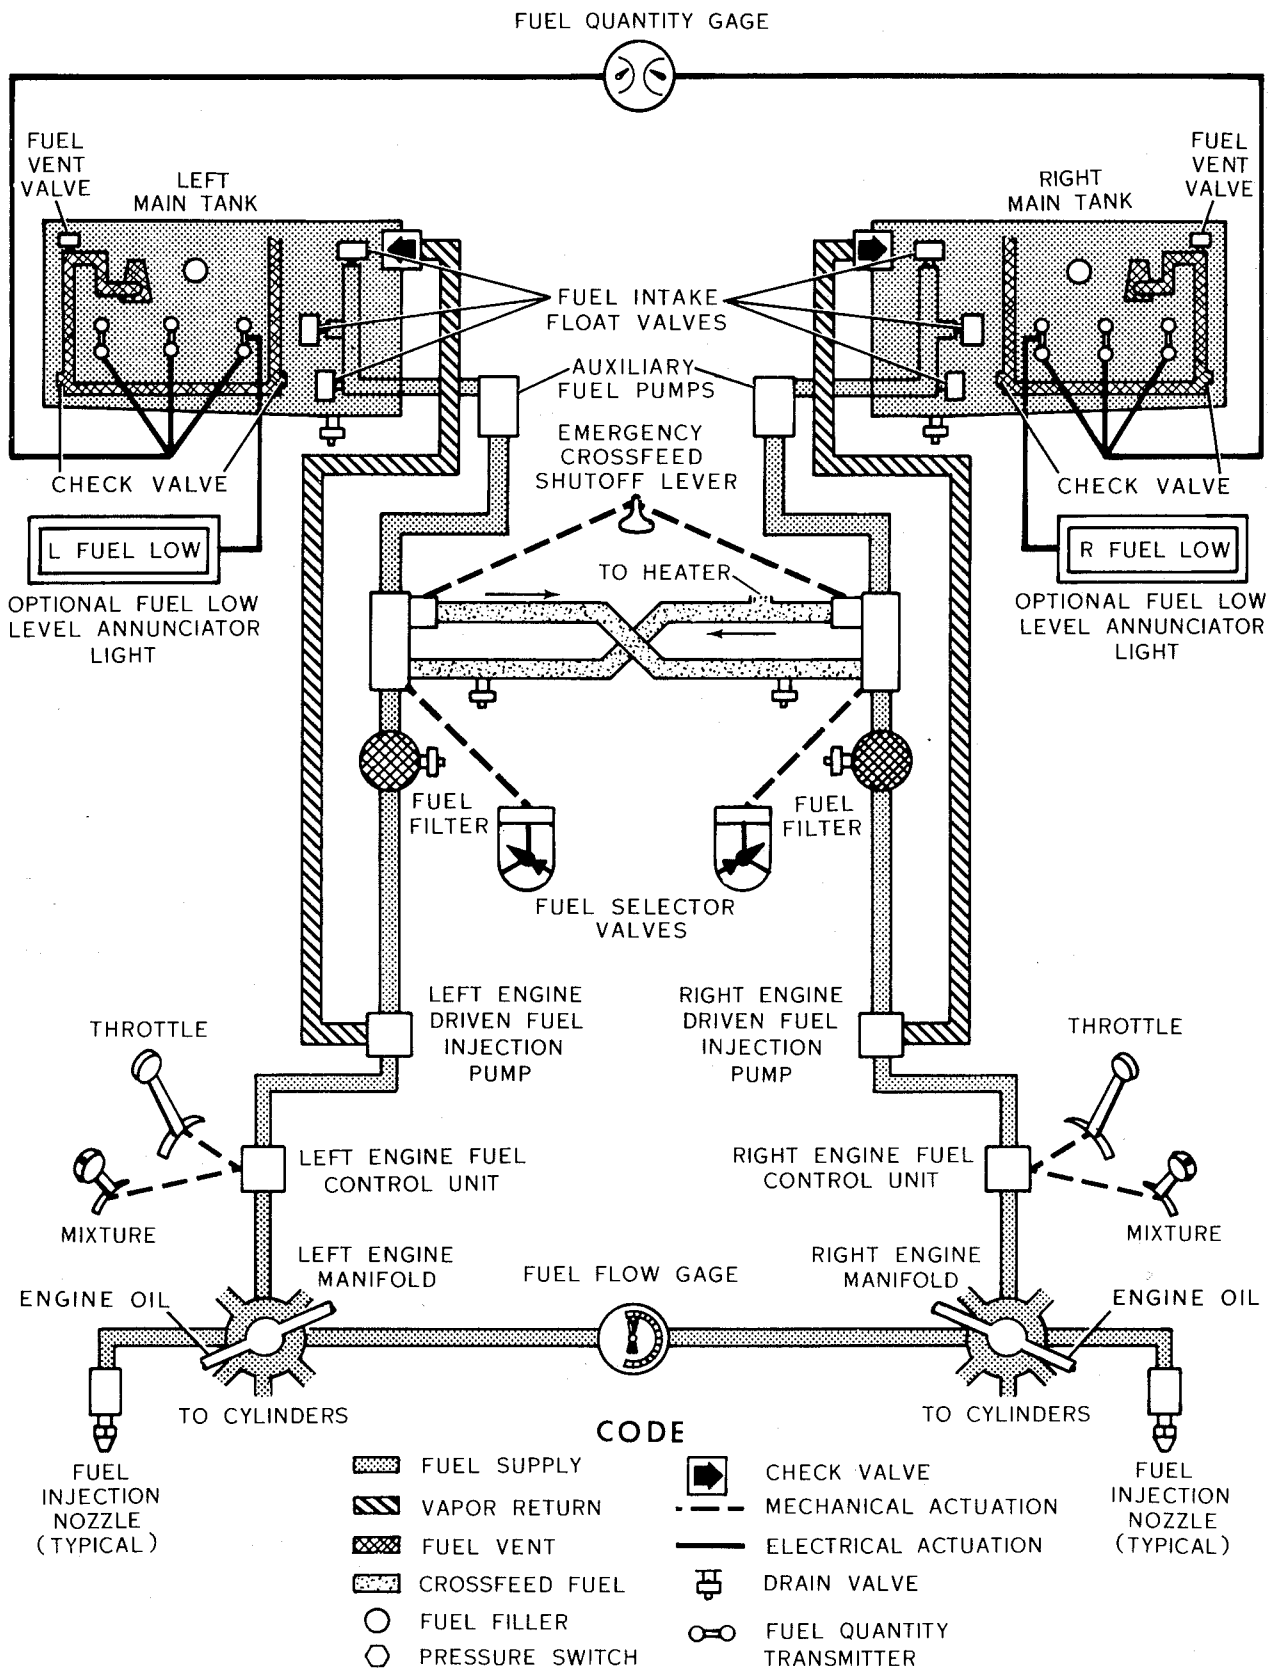 FUEL QUANTITY GAGE
FUEL
VENT
VALVE
LEFT
MAIN TANK
RIGHT
MAIN TANK
FUEL
VENT
VALVE
FUEL INTAKE
FLOAT VALVES
AUXILIARY
FUEL PUMPS
EMERGENCY
CROSSFEED
SHUTOFF LEVER
CHECK VALVE
CHECK VALVE
L FUEL LOW
R FUEL LOW
OPTIONAL FUEL LOW
LEVEL ANNUNCIATOR
LIGHT
TO HEATER
OPTIONAL FUEL LOW
LEVEL ANNUNCIATOR
LIGHT
FUEL
FILTER
FUEL
FILTER
FUEL SELECTOR
VALVES
LEFT ENGINE
DRIVEN FUEL
INJECTION
PUMP
RIGHT ENGINE
DRIVEN FUEL
INJECTION
PUMP
THROTTLE
THROTTLE
LEFT ENGINE FUEL
CONTROL UNIT
RIGHT ENGINE FUEL
CONTROL UNIT
MIXTURE
MIXTURE
LEFT ENGINE
MANIFOLD
FUEL FLOW GAGE
RIGHT ENGINE
MANIFOLD
ENGINE OIL
ENGINE OIL
TO CYLINDERS
TO CYLINDERS
FUEL
INJECTION
NOZZLE
(TYPICAL)
FUEL
INJECTION
NOZZLE
(TYPICAL)
CODE
FUEL SUPPLY
VAPOR RETURN
FUEL VENT
CROSSFEED FUEL
FUEL FILLER
PRESSURE SWITCH
CHECK VALVE
MECHANICAL ACTUATION
ELECTRICAL ACTUATION
DRAIN VALVE
FUEL QUANTITY
TRANSMITTER